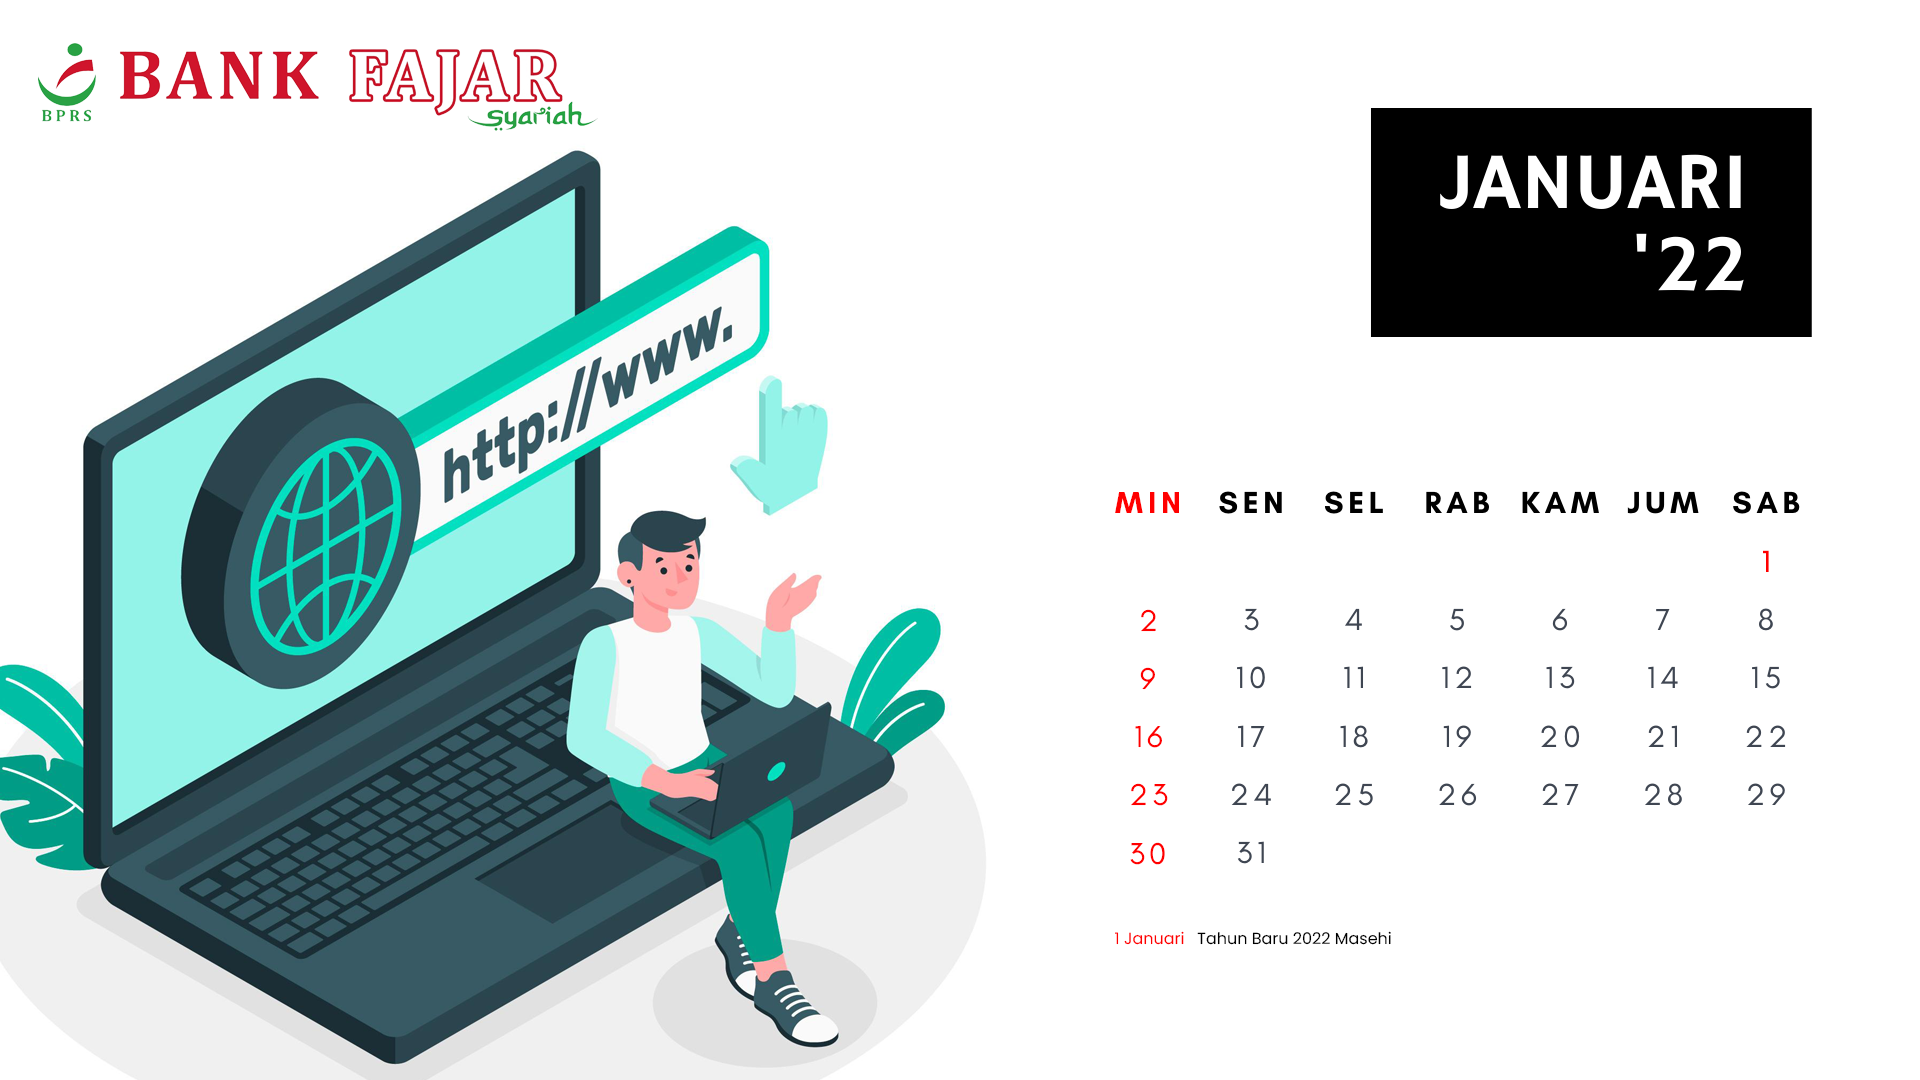 BPRS
BANK FAJAR
syariah
JANUARI
'22
http://www.
MIN SEN SEL RAB KAM JUM SAB
1
2 3 4 5 6 7 8
9 10 11 12 13 14 15
16 17 18 19 20 21 22
23 24 25 26 27 28 29
30 31
1 Januari Tahun Baru 2022 Masehi